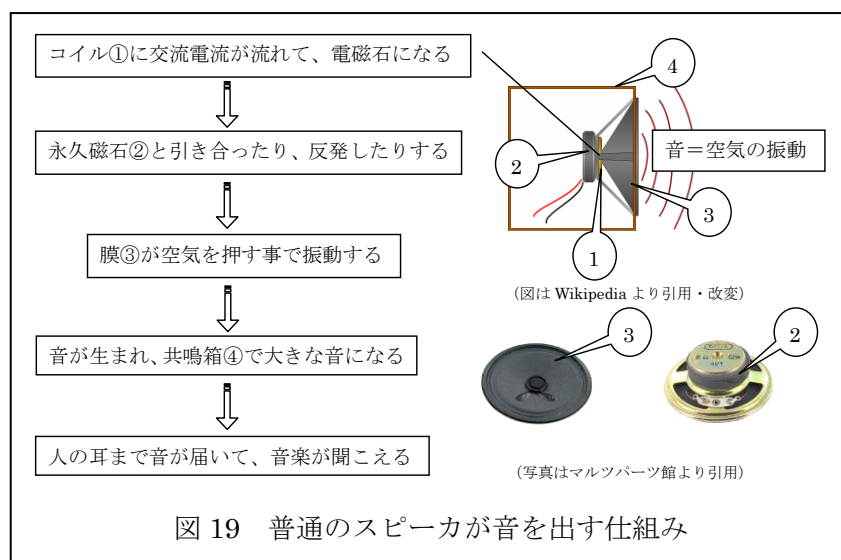 コイル①に交流電流が流れて、電磁石になる
永久磁石②と引き合ったり、反発したりする
膜③が空気を押す事で振動する
音が生まれ、共鳴箱④で大きな音になる
人の耳まで音が届いて、音楽が聞こえる
4
2
音＝空気の振動
3
1
(図は Wikipedia より引用・改変)
3
2
(写真はマルツパーツ館より引用)
図 19 普通のスピーカが音を出す仕組み